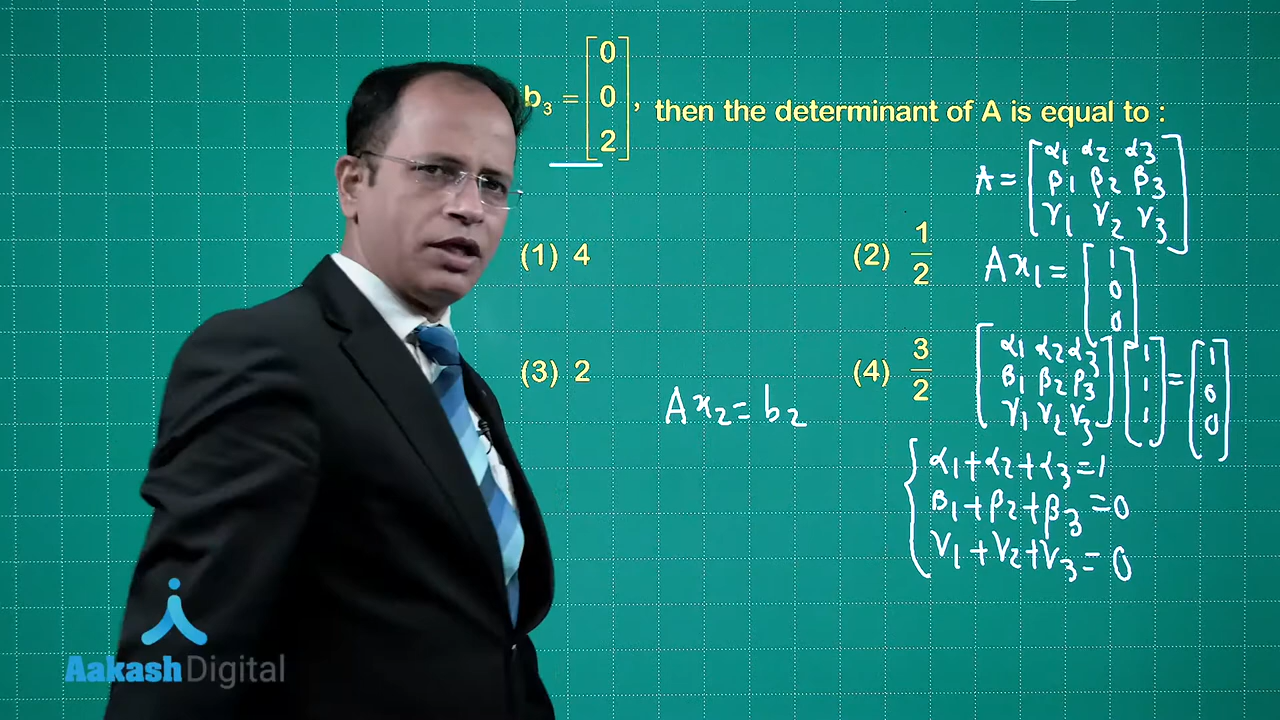 b₃ = [0 0 2], then the determinant of A is equal to :
(1) 4
(2) 1/2
(3) 2
(4) 3/2
A = [α₁ α₂ α₃
β₁ β₂ β₃
γ₁ γ₂ γ₃]
Ax₁ = [1 0 0]
[α₁ α₂ α₃
β₁ β₂ β₃
γ₁ γ₂ γ₃] [1 1 1] = [1 0 0]
Ax₂ = b₂
α₁+α₂+α₃=1
β₁+β₂+β₃=0
γ₁+γ₂+γ₃=0
Aakash Digital